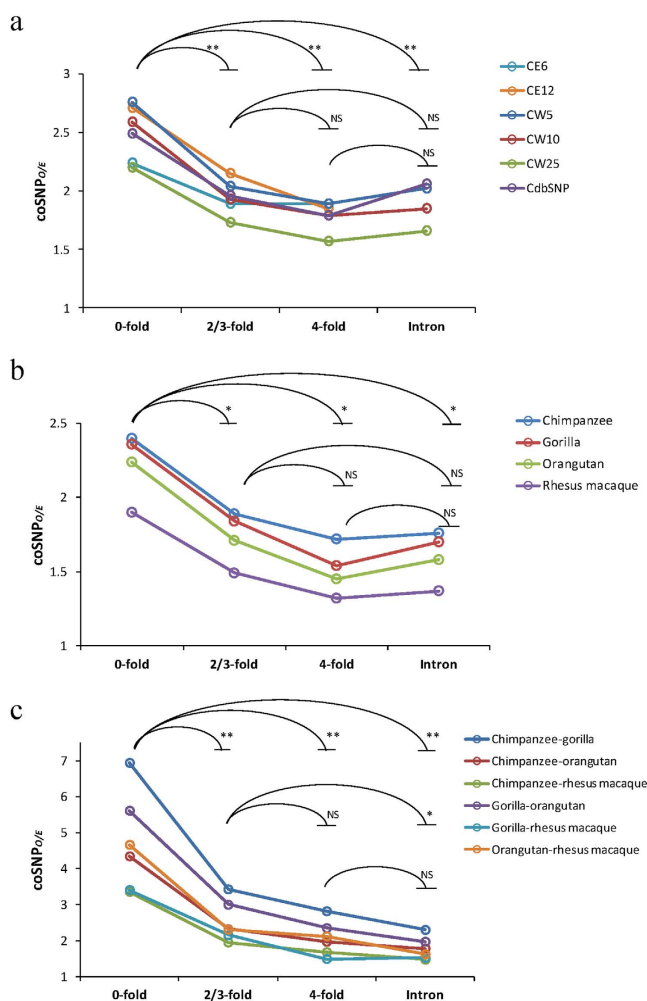 a
** ** **
3
NS NS
2.5
NS
2
1.5
1
coSNPO/E
0-fold 2/3-fold 4-fold Intron
CE6
CE12
CW5
CW10
CW25
CdbSNP
b
* * *
2.5
NS NS
2
NS
1.5
1
coSNPO/E
0-fold 2/3-fold 4-fold Intron
Chimpanzee
Gorilla
Orangutan
Rhesus macaque
c
** ** **
7
6
NS *
5
4
NS
3
2
1
coSNPO/E
0-fold 2/3-fold 4-fold Intron
Chimpanzee-gorilla
Chimpanzee-orangutan
Chimpanzee-rhesus macaque
Gorilla-orangutan
Gorilla-rhesus macaque
Orangutan-rhesus macaque